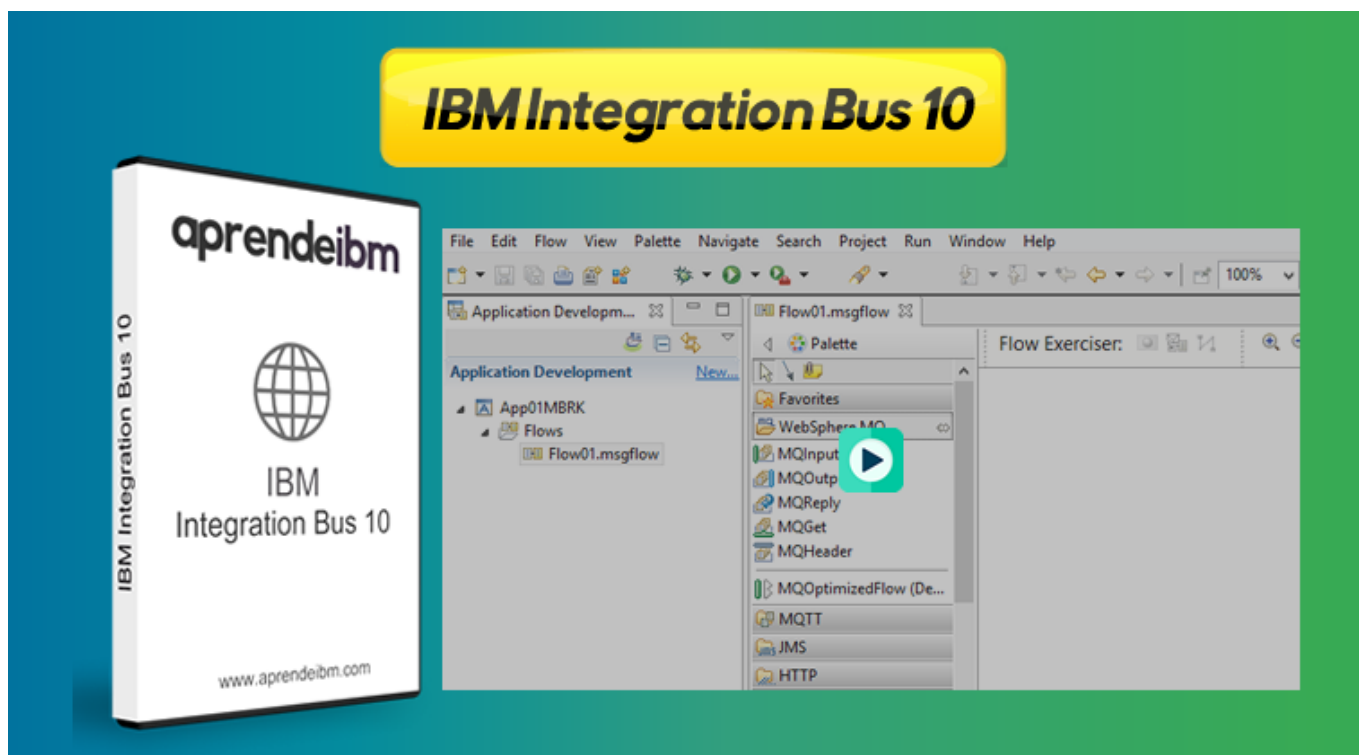 IBM Integration Bus 10
aprendeibm
IBM Integration Bus 10
IBM
Integration Bus 10
www.aprendeibm.com
File Edit Flow View Palette Navigate Search Project Run Window Help
100%
Application Developm...
Flow01.msgflow
Palette
Flow Exerciser:
Application Development New...
App01MBRK
Flows
Flow01.msgflow
Favorites
WebSphere MQ
MQInput
MQOutp
MQReply
MQGet
MQHeader
MQOptimizedFlow (De...
MQTT
JMS
HTTP